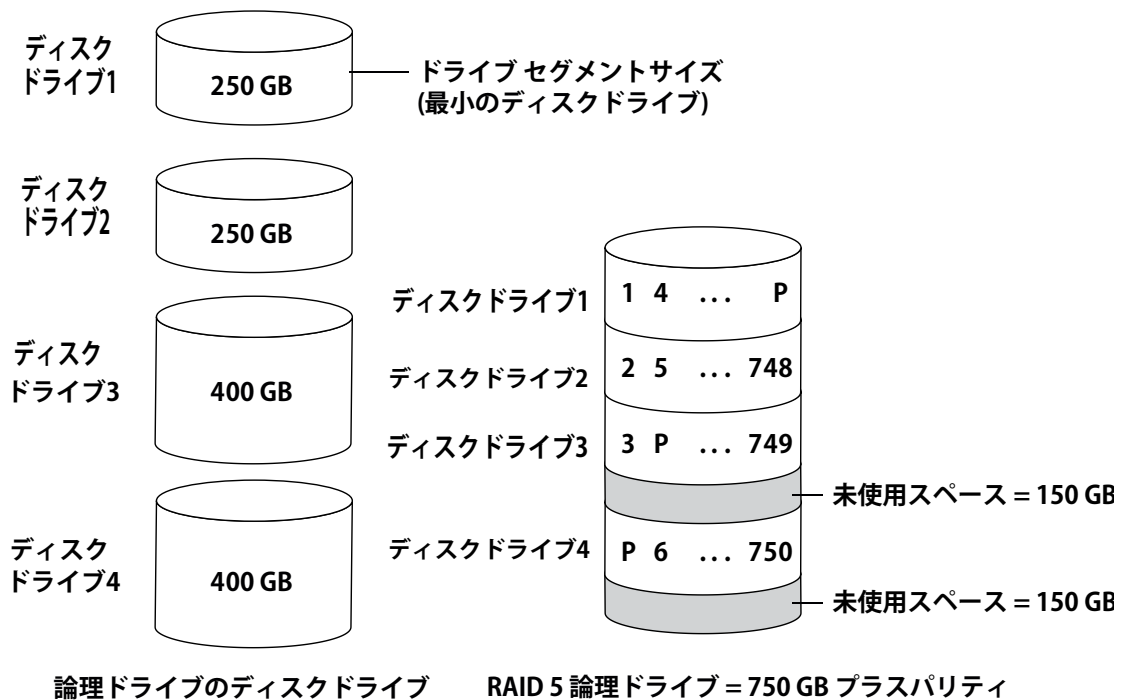 ディスク
ドライブ1
250 GB
ドライブ セグメントサイズ
(最小のディスクドライブ)
ディスク
ドライブ2
250 GB
ディスク
ドライブ3
400 GB
ディスク
ドライブ4
400 GB
論理ドライブのディスクドライブ
ディスクドライブ1
1 4 ... P
ディスクドライブ2
2 5 ... 748
ディスクドライブ3
3 P ... 749
未使用スペース = 150 GB
ディスクドライブ4
P 6 ... 750
未使用スペース = 150 GB
RAID 5 論理ドライブ = 750 GB プラスパリティ